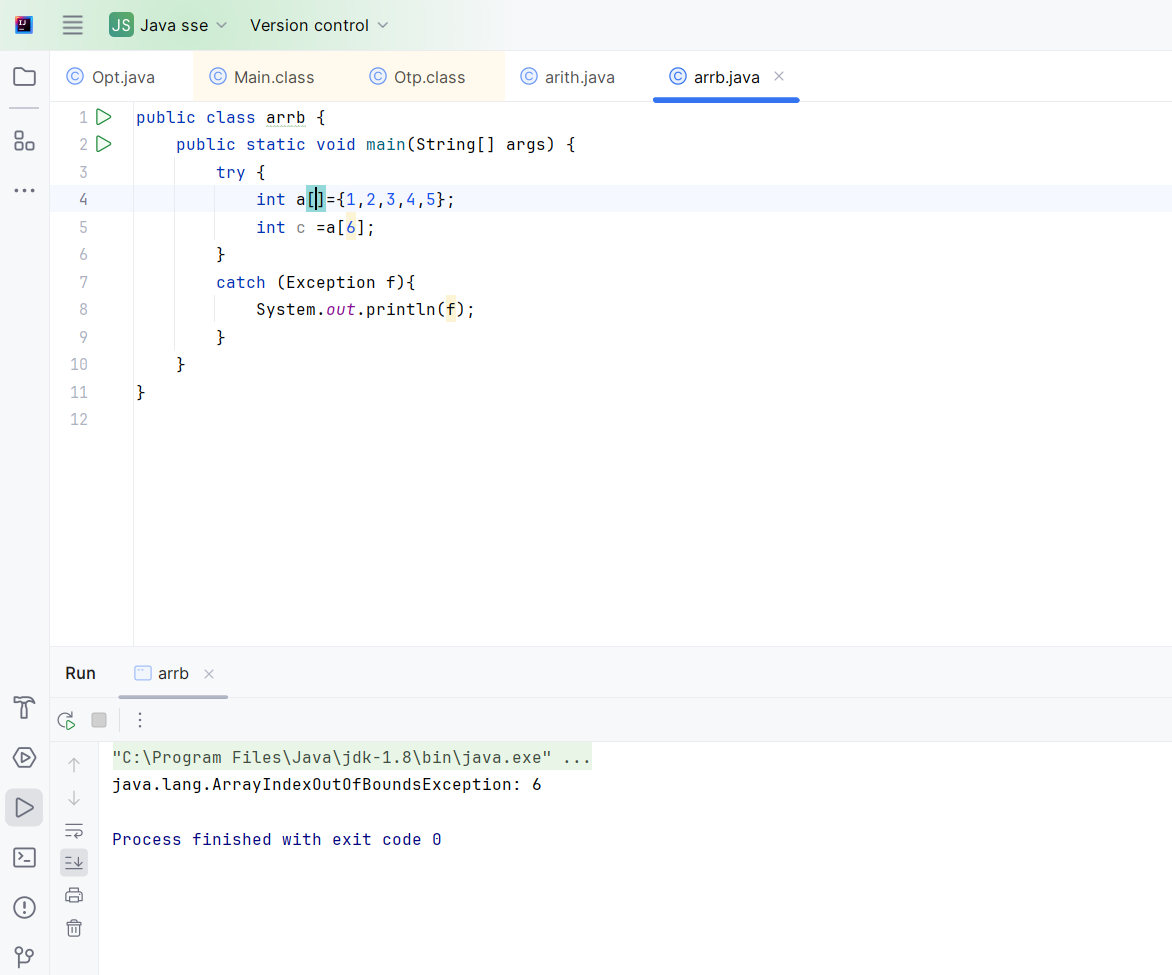 JS Java sse Version control
Opt.java Main.class Otp.class arith.java arrb.java
1 public class arrb {
2     public static void main(String[] args) {
3         try {
4             int a[]={1,2,3,4,5};
5             int c =a[6];
6         }
7         catch (Exception f){
8             System.out.println(f);
9         }
10     }
11 }
12
Run arrb
"C:\Program Files\Java\jdk-1.8\bin\java.exe" ...
java.lang.ArrayIndexOutOfBoundsException: 6
Process finished with exit code 0